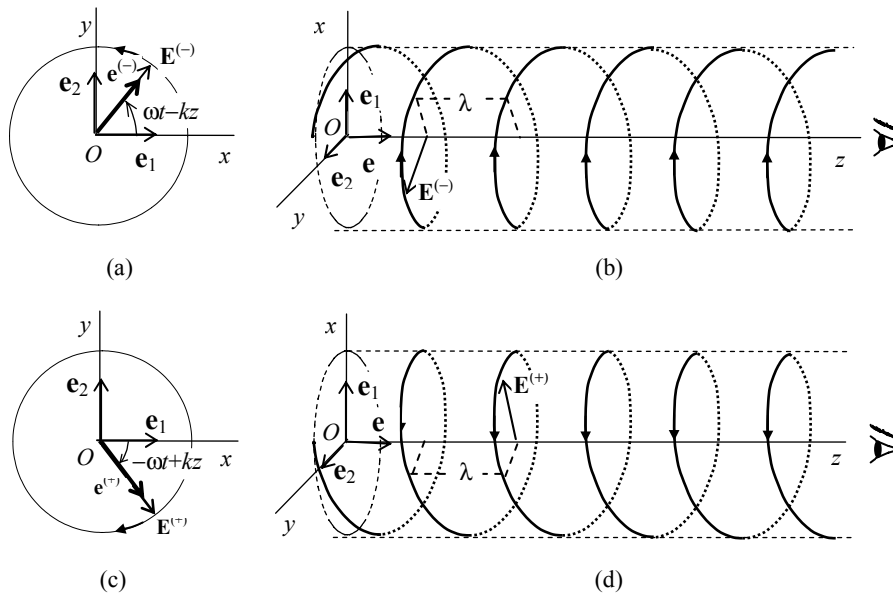 y
E(−)
e(−)
e2
ωt−kz
O
e1
x
(a)
x
e1
λ
O
e2
e
z
E(−)
y
(b)
y
e2
e1
O
−ωt+kz
x
e(+)
E(+)
(c)
x
E(+)
e1
O
e
e2
λ
z
y
(d)